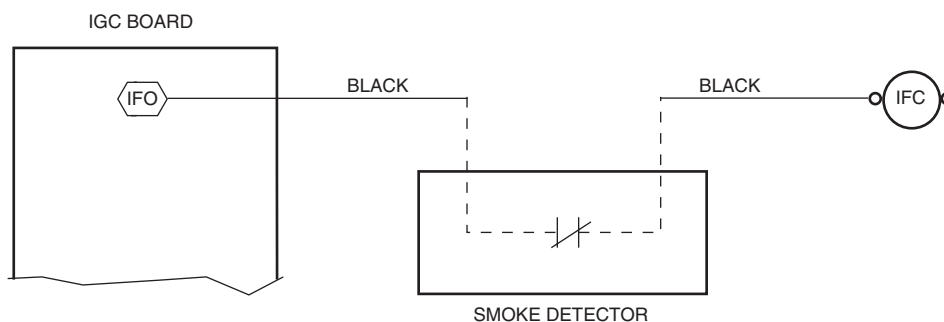 IGC BOARD
IFO
BLACK
BLACK
IFC
SMOKE DETECTOR